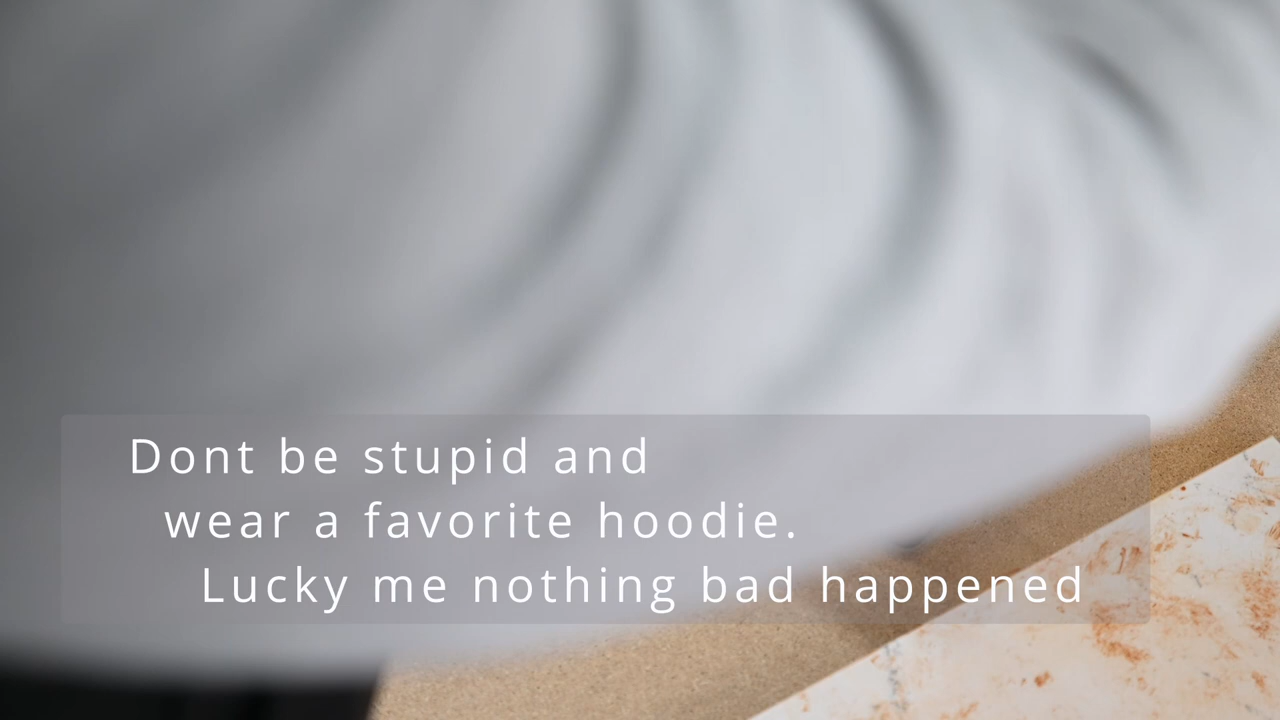 Dont be stupid and
wear a favorite hoodie.
Lucky me nothing bad happened